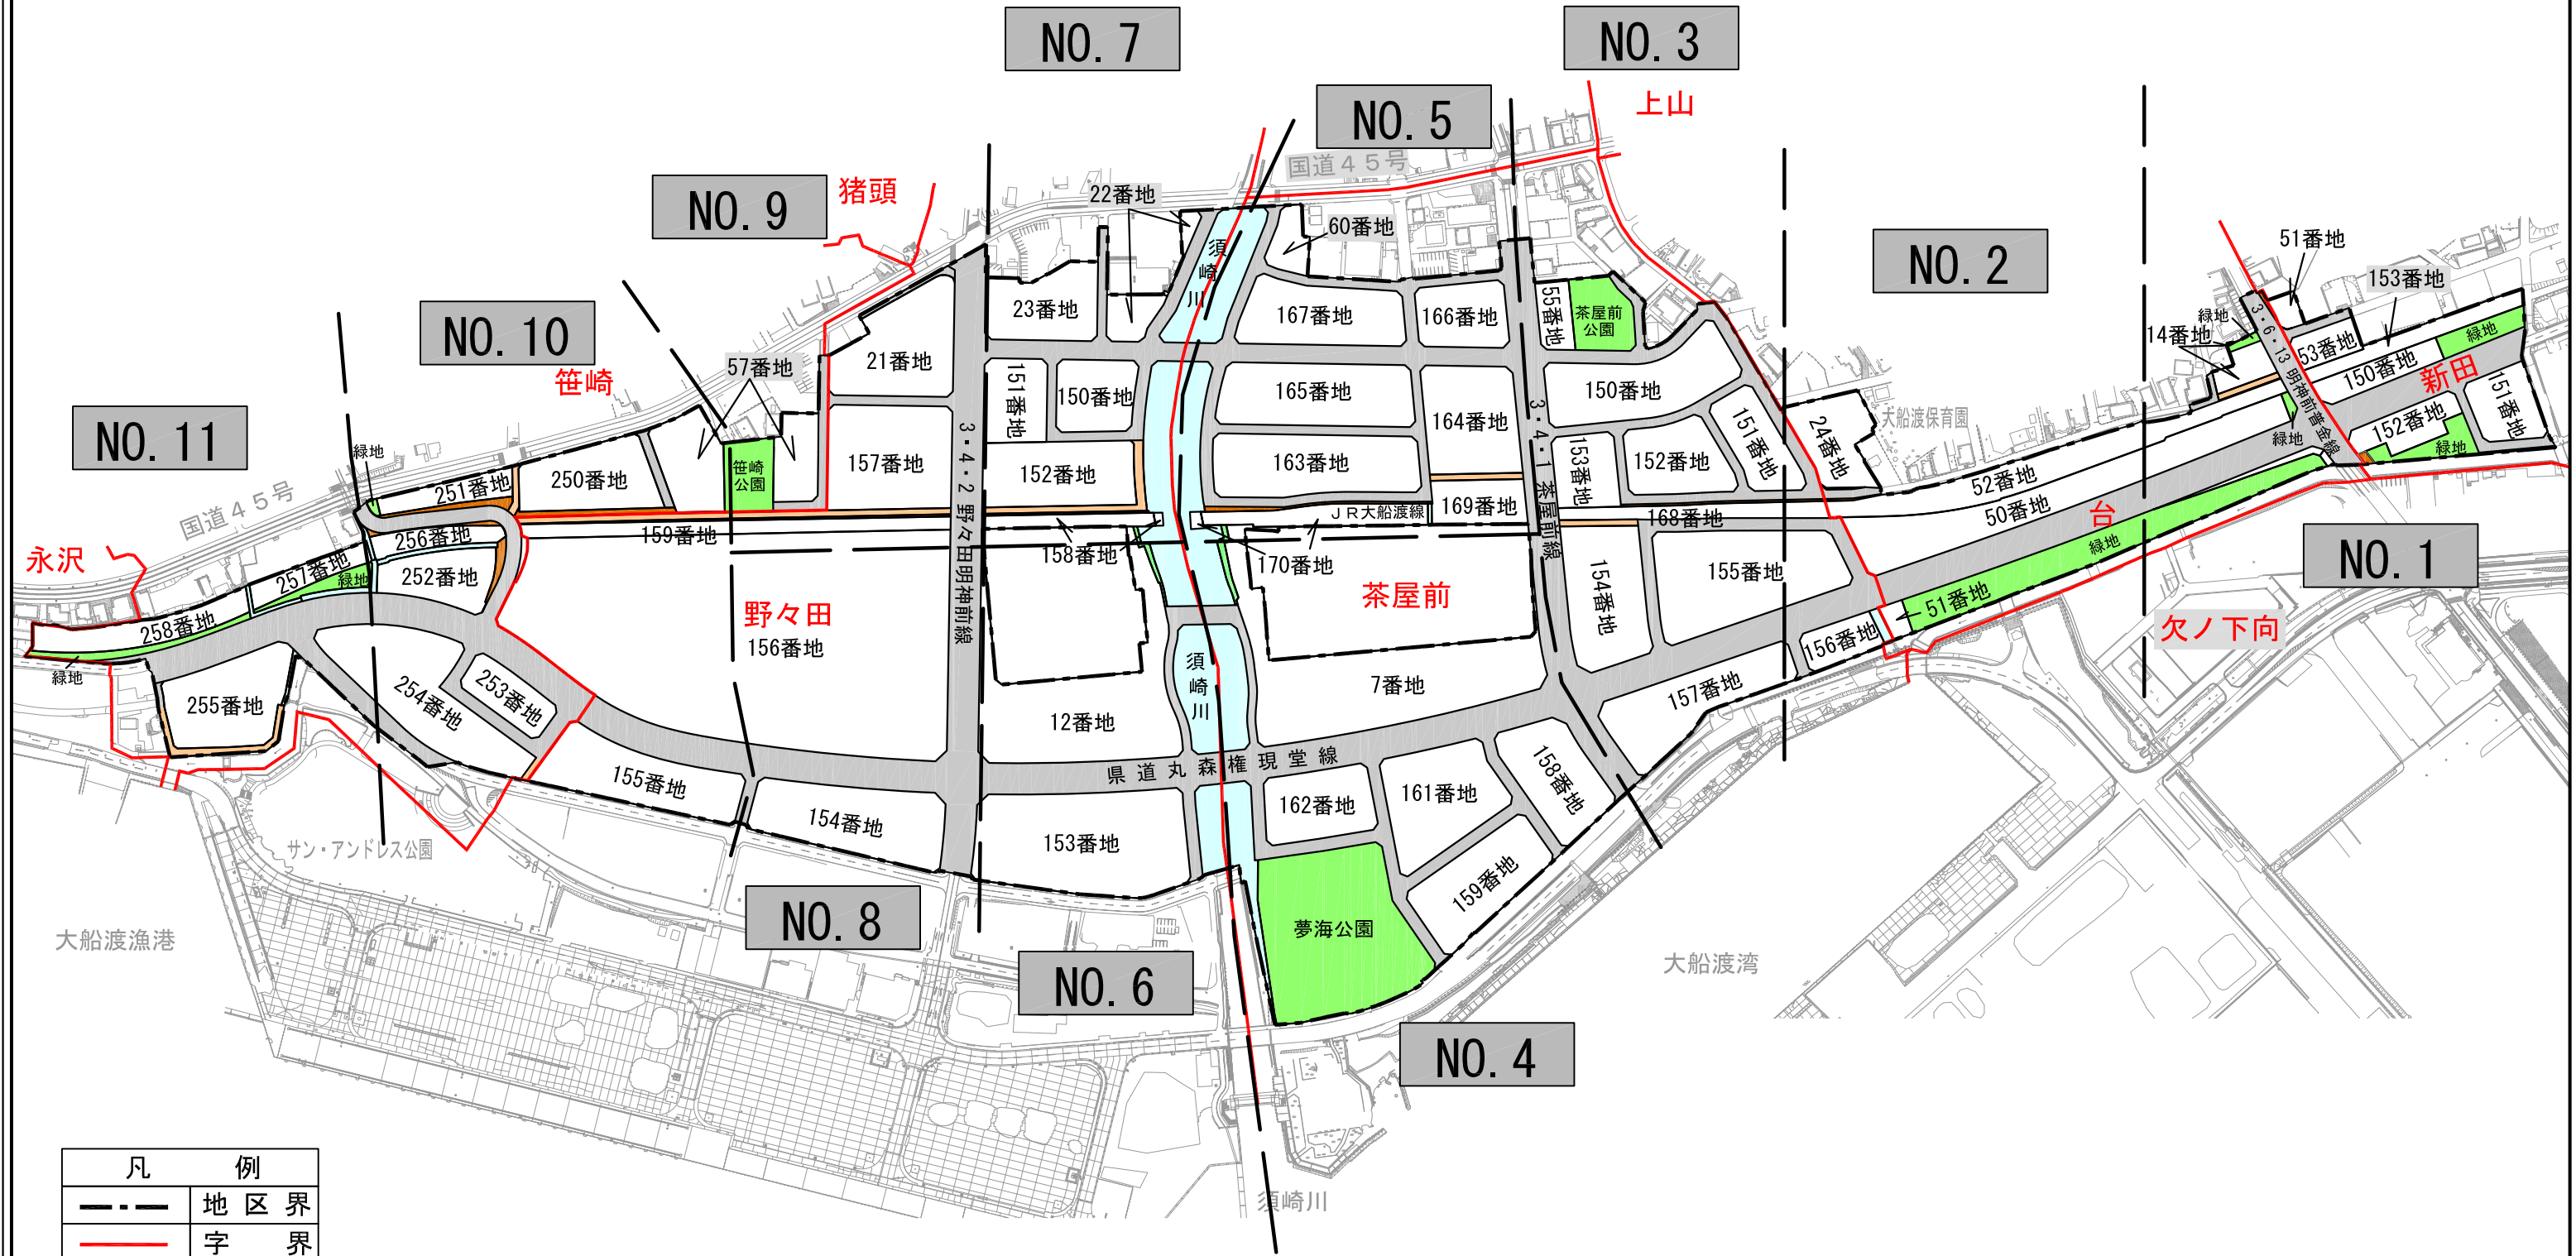 NO. 7
NO. 3
上山
NO. 5
国道４５号
猪頭
NO. 9
22番地
60番地
須崎川
NO. 2
51番地
153番地
NO. 10
笹崎
57番地
21番地
23番地
167番地
166番地
55番地
茶屋前
公園
緑地
14番地
3・6・13 明神前普金線
53番地
150番地
緑地
新田
151番地
152番地
緑地
緑地
NO. 11
国道４５号
緑地
251番地
250番地
笹崎
公園
157番地
151番地
150番地
165番地
164番地
150番地
151番地
24番地
大船渡保育園
3・4・2 野々田明神前線
152番地
163番地
169番地
3・4・1 茶屋前線
153番地
152番地
52番地
50番地
台
緑地
NO. 1
永沢
256番地
159番地
158番地
ＪＲ大船渡線
170番地
168番地
257番地
緑地
252番地
258番地
緑地
野々田
156番地
茶屋前
154番地
155番地
51番地
欠ノ下向
156番地
255番地
254番地
253番地
須崎川
12番地
7番地
157番地
県道丸森権現堂線
155番地
154番地
153番地
162番地
161番地
158番地
159番地
サン・アンドレス公園
NO. 8
夢海公園
大船渡漁港
NO. 6
大船渡湾
NO. 4
須崎川
凡例
地区界
字界